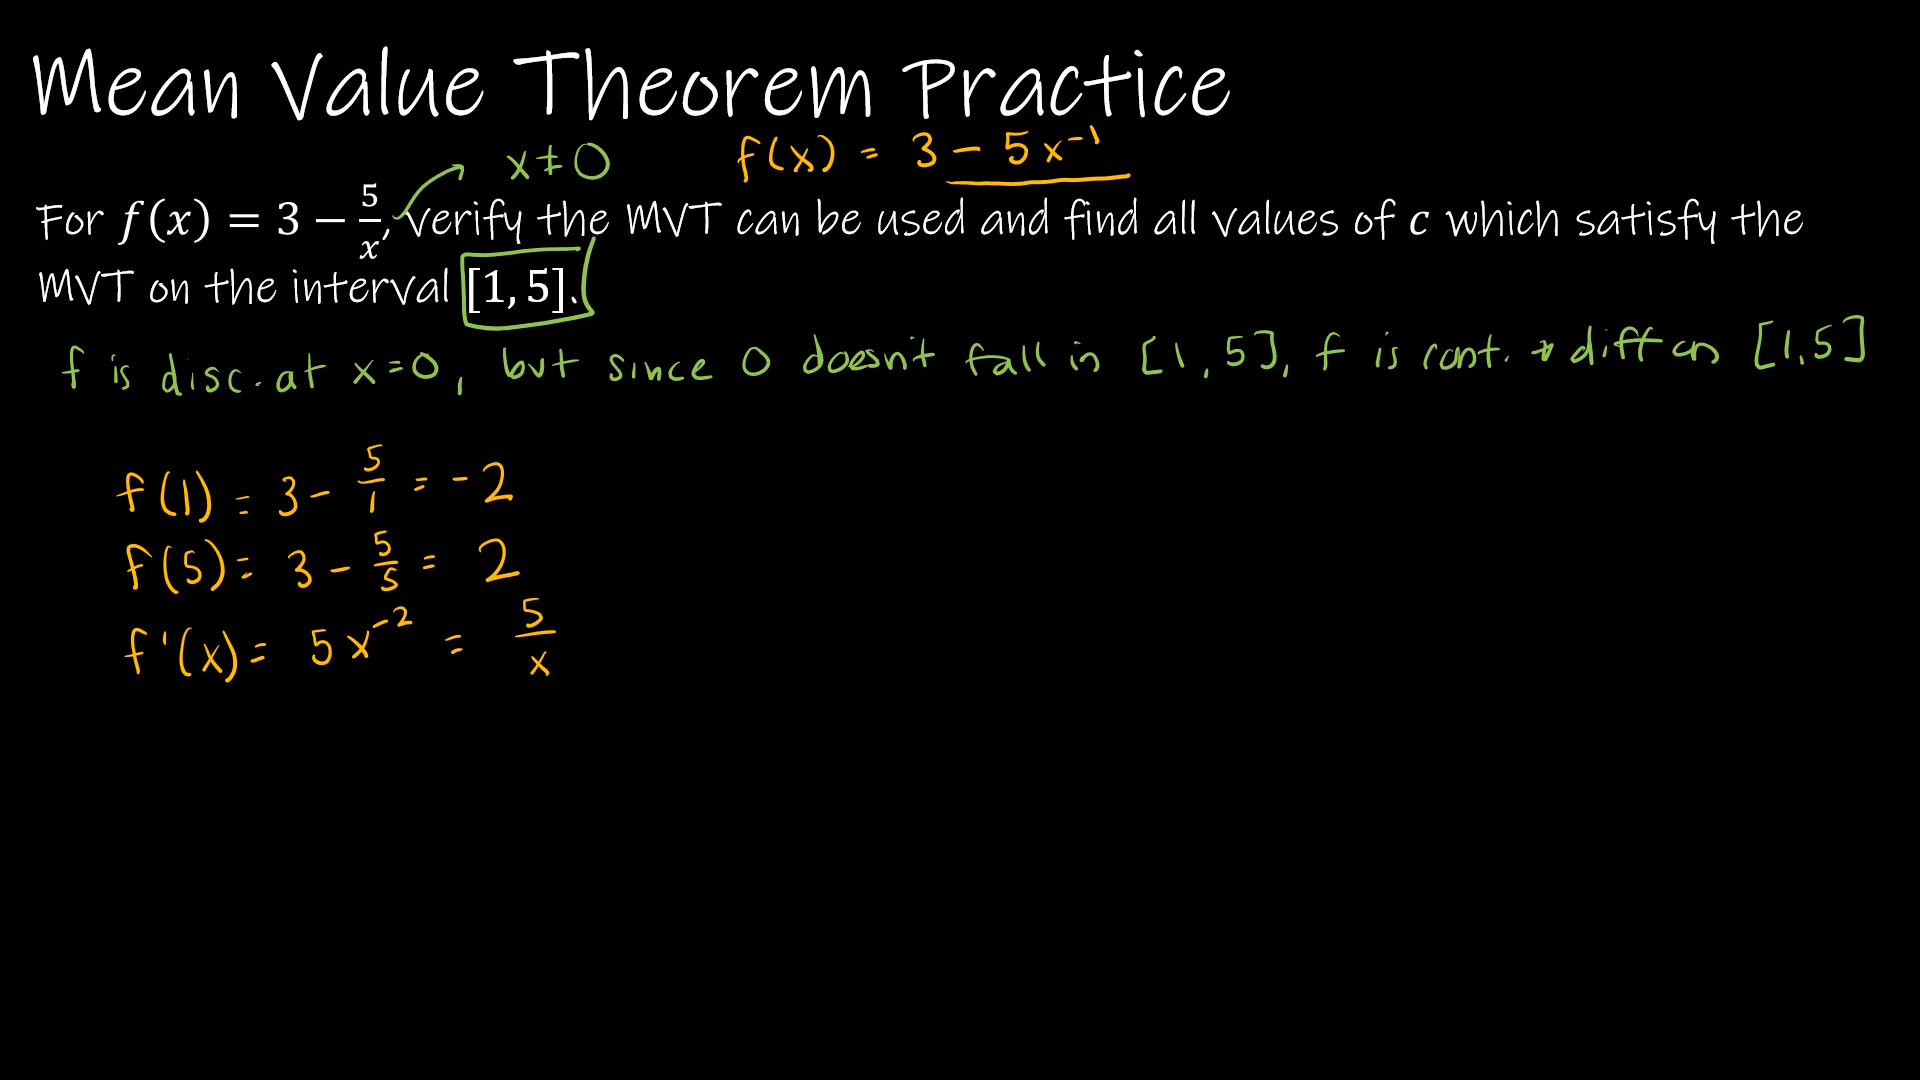 Mean Value Theorem Practice
x ≠ 0 f(x) = 3 - 5x⁻¹
For f(x) = 3 − 5/x, verify the MVT can be used and find all values of c which satisfy the
MVT on the interval [1, 5].
f is disc. at x=0, but since 0 doesn't fall in [1, 5], f is cont. + diff on [1,5]
f(1) = 3 - 5/1 = -2
f(5) = 3 - 5/5 = 2
f'(x) = 5x⁻² = 5/x